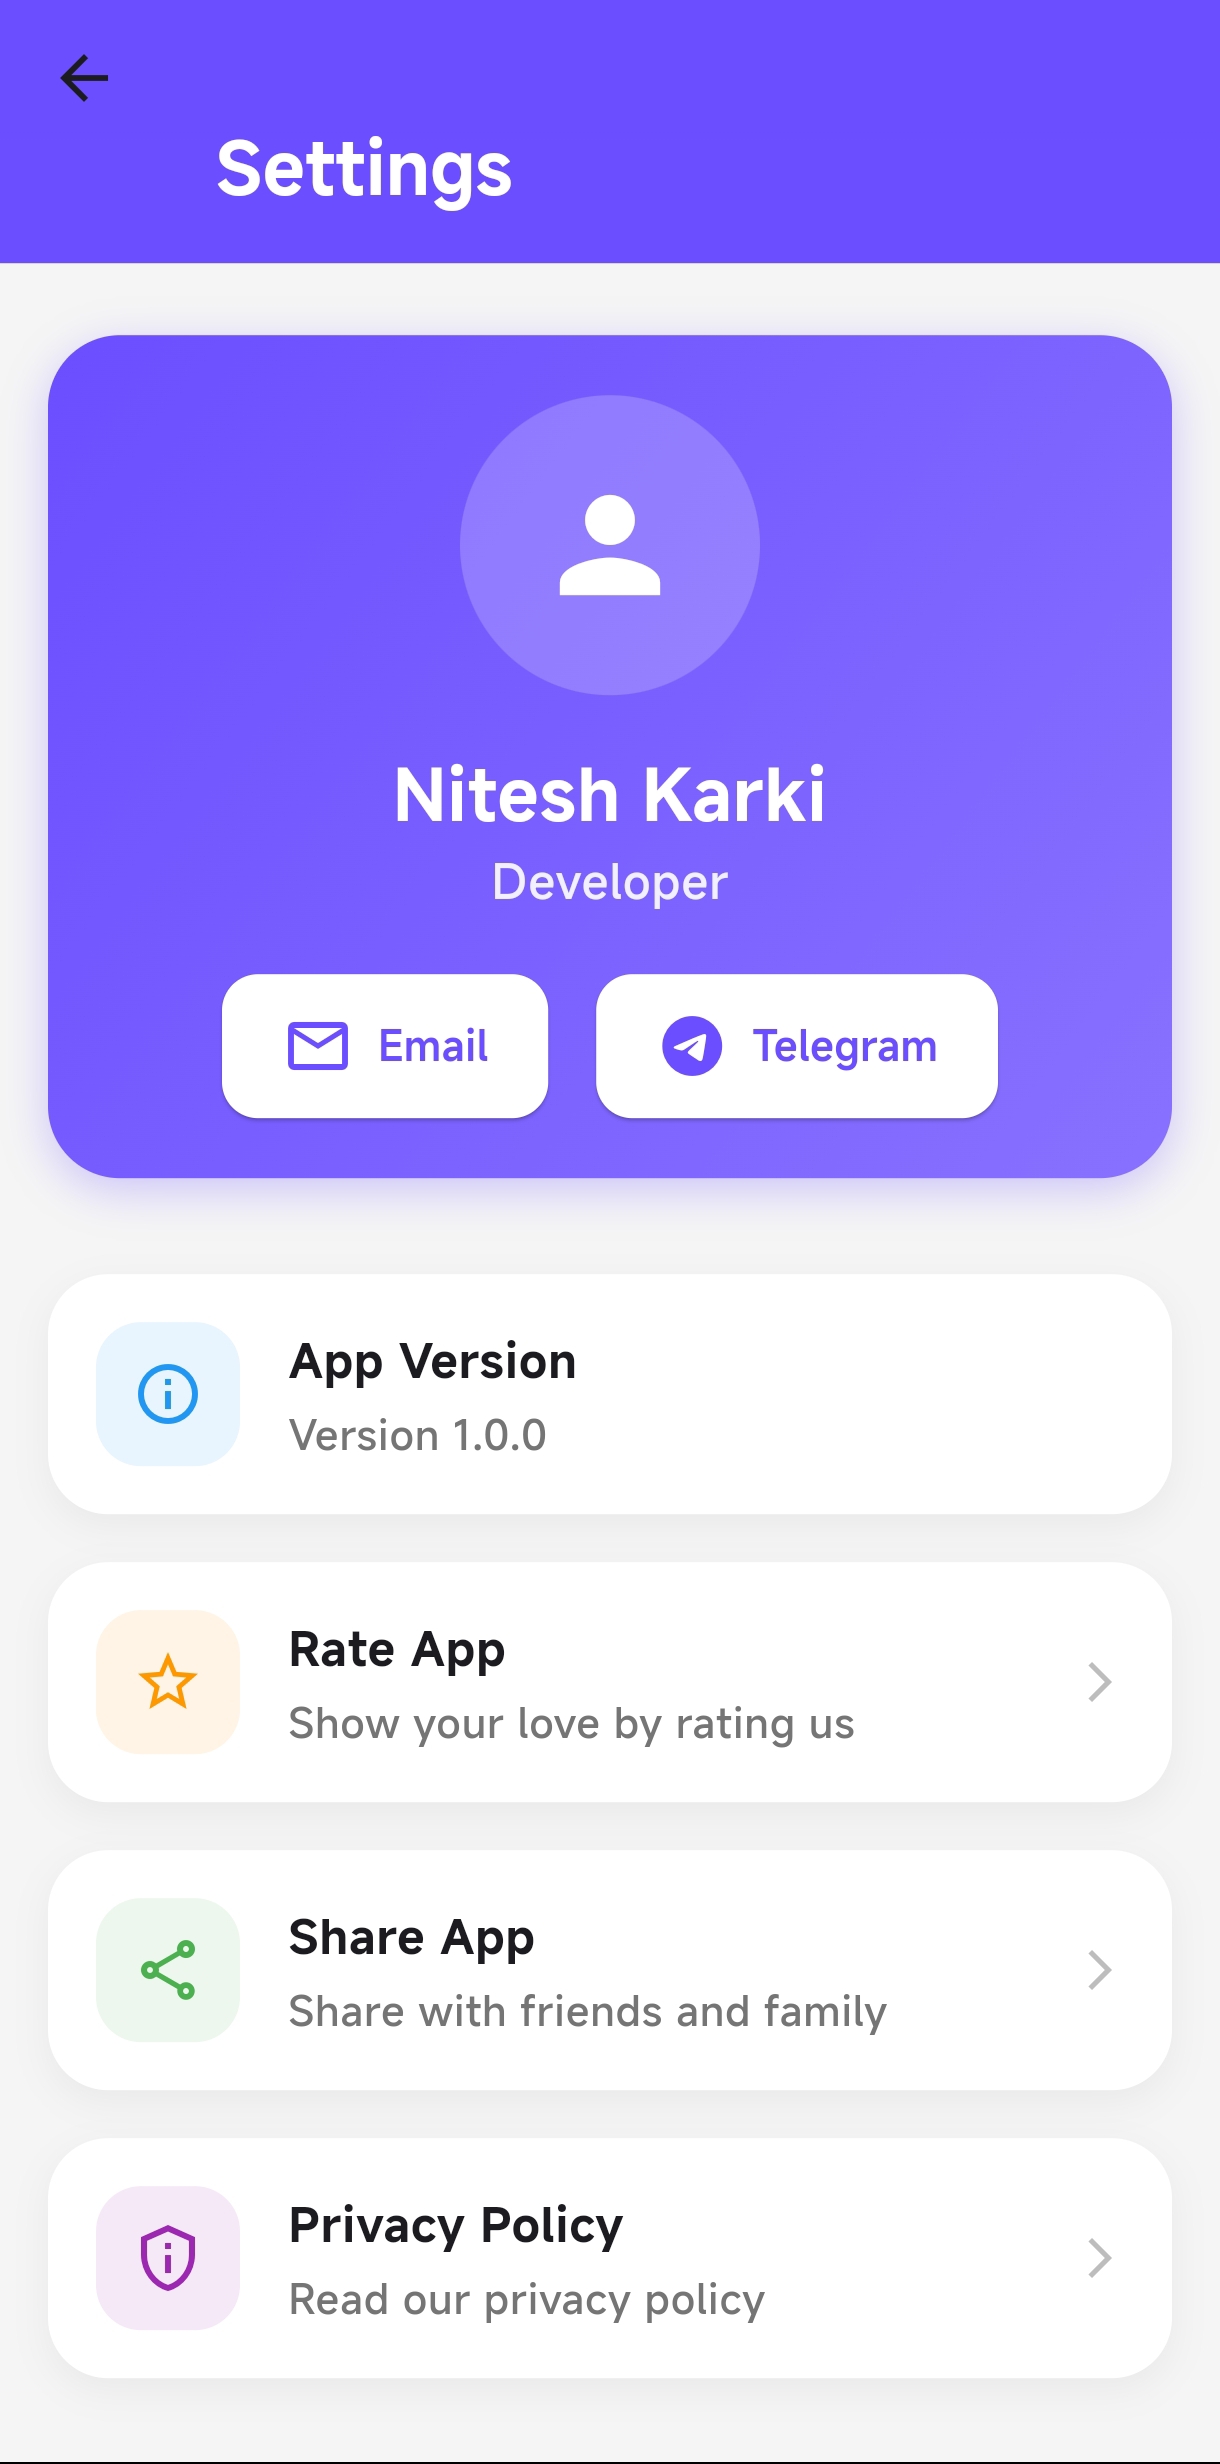 Settings
Nitesh Karki
Developer
Email
Telegram
App Version
Version 1.0.0
Rate App
Show your love by rating us
Share App
Share with friends and family
Privacy Policy
Read our privacy policy